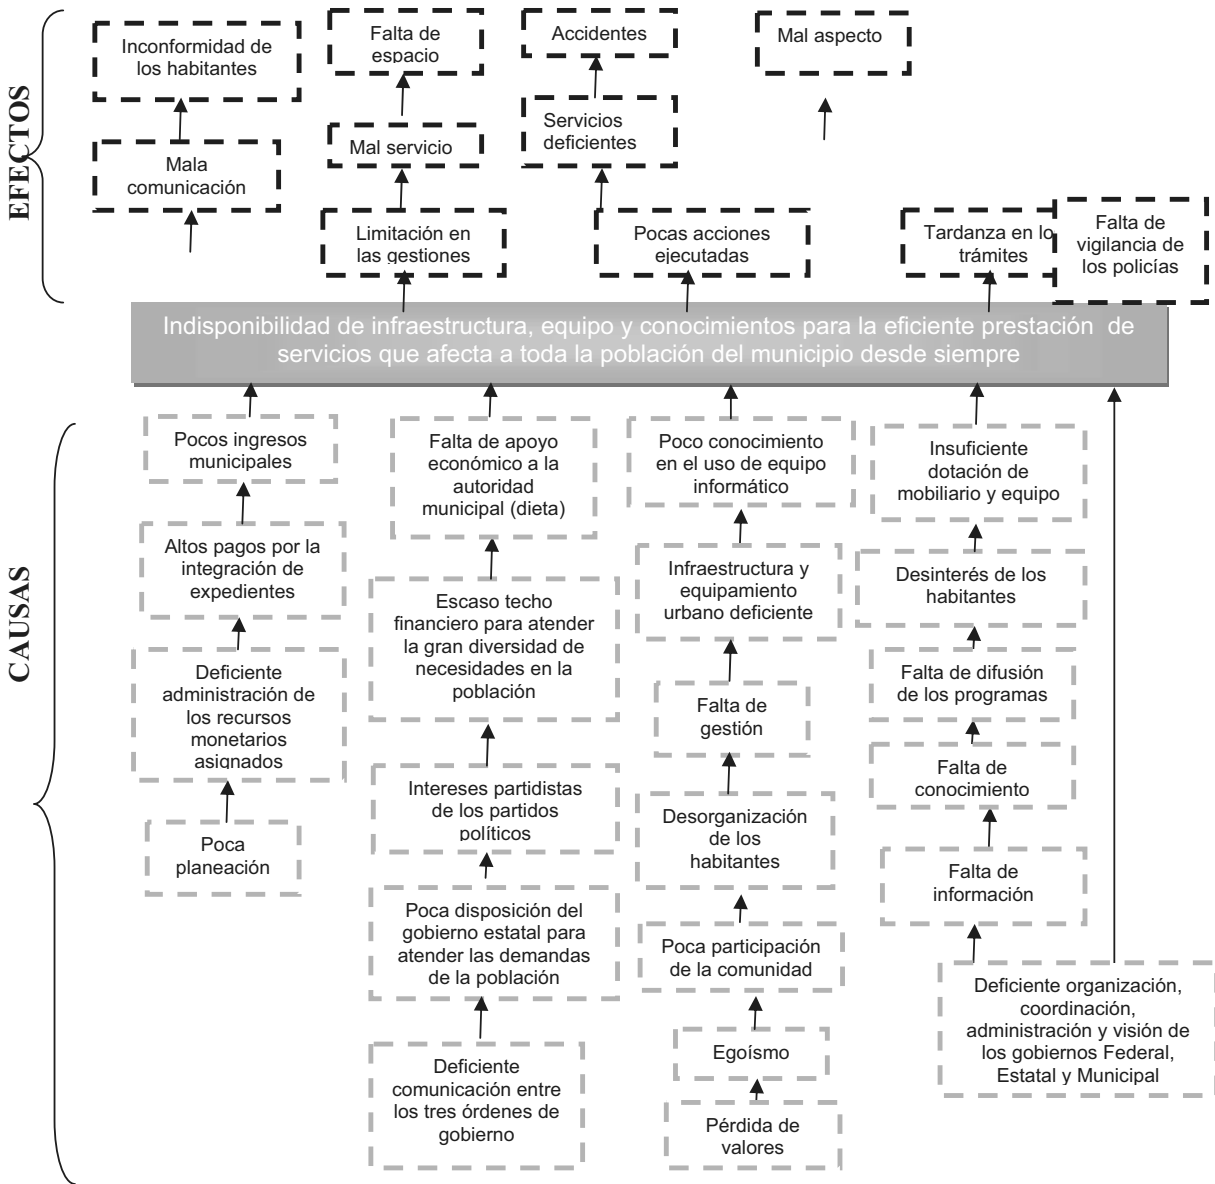 EFECTOS
Inconformidad de
los habitantes
Mala
comunicación
Falta de
espacio
Mal servicio
Limitación en
las gestiones
Accidentes
Servicios
deficientes
Pocas acciones
ejecutadas
Mal aspecto
Tardanza en lo
trámites
Falta de
vigilancia de
los policías
Indisponibilidad de infraestructura, equipo y conocimientos para la eficiente prestación de
servicios que afecta a toda la población del municipio desde siempre
CAUSAS
Pocos ingresos
municipales
Altos pagos por la
integración de
expedientes
Deficiente
administración de
los recursos
monetarios
asignados
Poca
planeación
Falta de apoyo
económico a la
autoridad
municipal (dieta)
Escaso techo
financiero para atender
la gran diversidad de
necesidades en la
población
Intereses partidistas
de los partidos
políticos
Poca disposición del
gobierno estatal para
atender las demandas
de la población
Deficiente
comunicación entre
los tres órdenes de
gobierno
Poco conocimiento
en el uso de equipo
informático
Infraestructura y
equipamiento
urbano deficiente
Falta de
gestión
Desorganización
de los
habitantes
Poca participación
de la comunidad
Egoísmo
Pérdida de
valores
Insuficiente
dotación de
mobiliario y equipo
Desinterés de los
habitantes
Falta de difusión
de los programas
Falta de
conocimiento
Falta de
información
Deficiente organización,
coordinación,
administración y visión de
los gobiernos Federal,
Estatal y Municipal